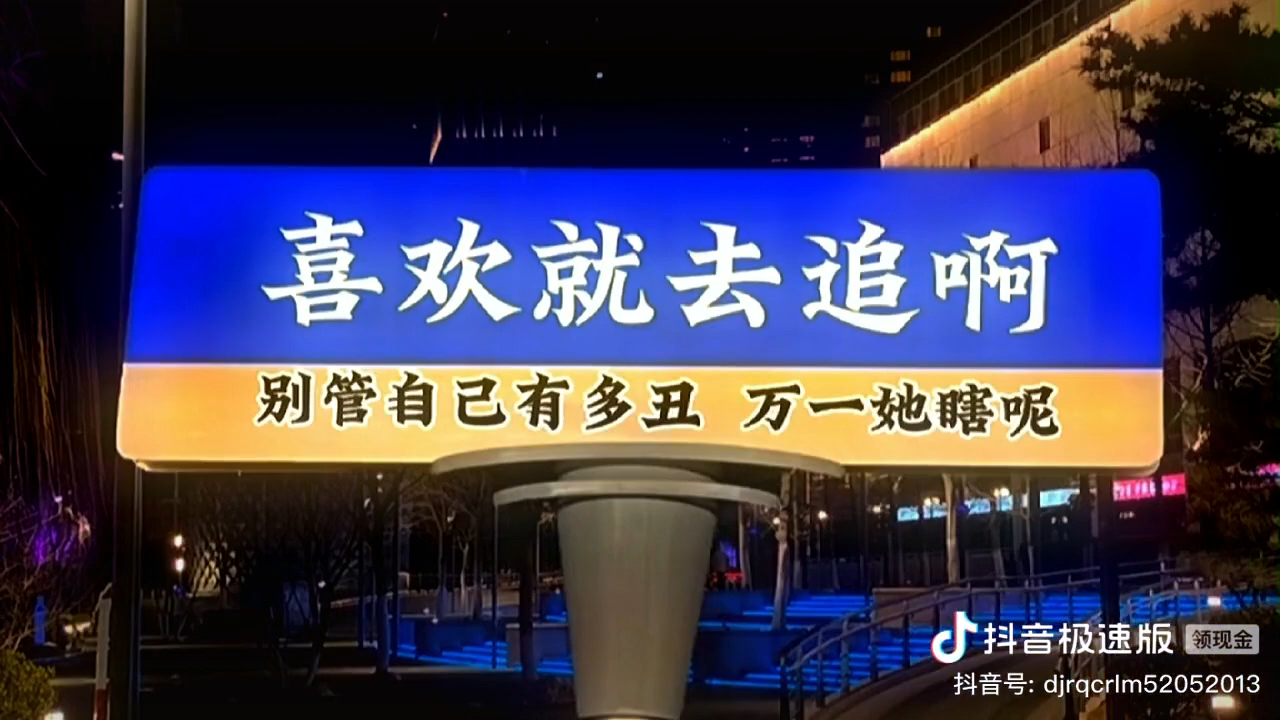 喜欢就去追啊
别管自己有多丑 万一她瞎呢
抖音极速版 领现金
抖音号: djrqcrlm52052013